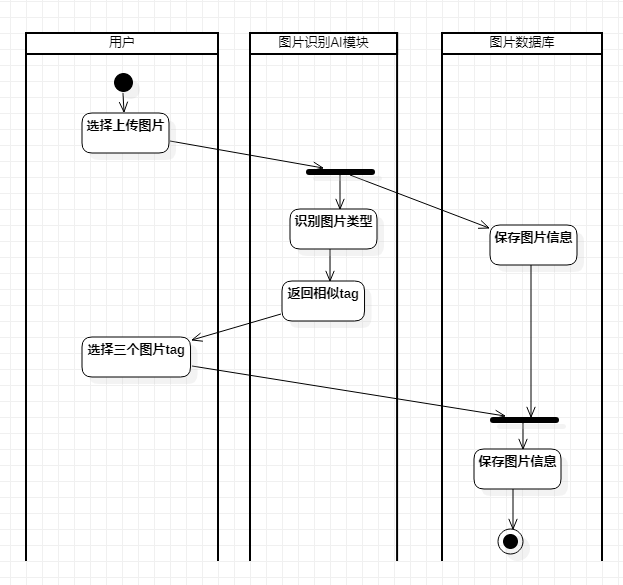 用户
图片识别AI模块
图片数据库
选择上传图片
识别图片类型
保存图片信息
返回相似tag
选择三个图片tag
保存图片信息